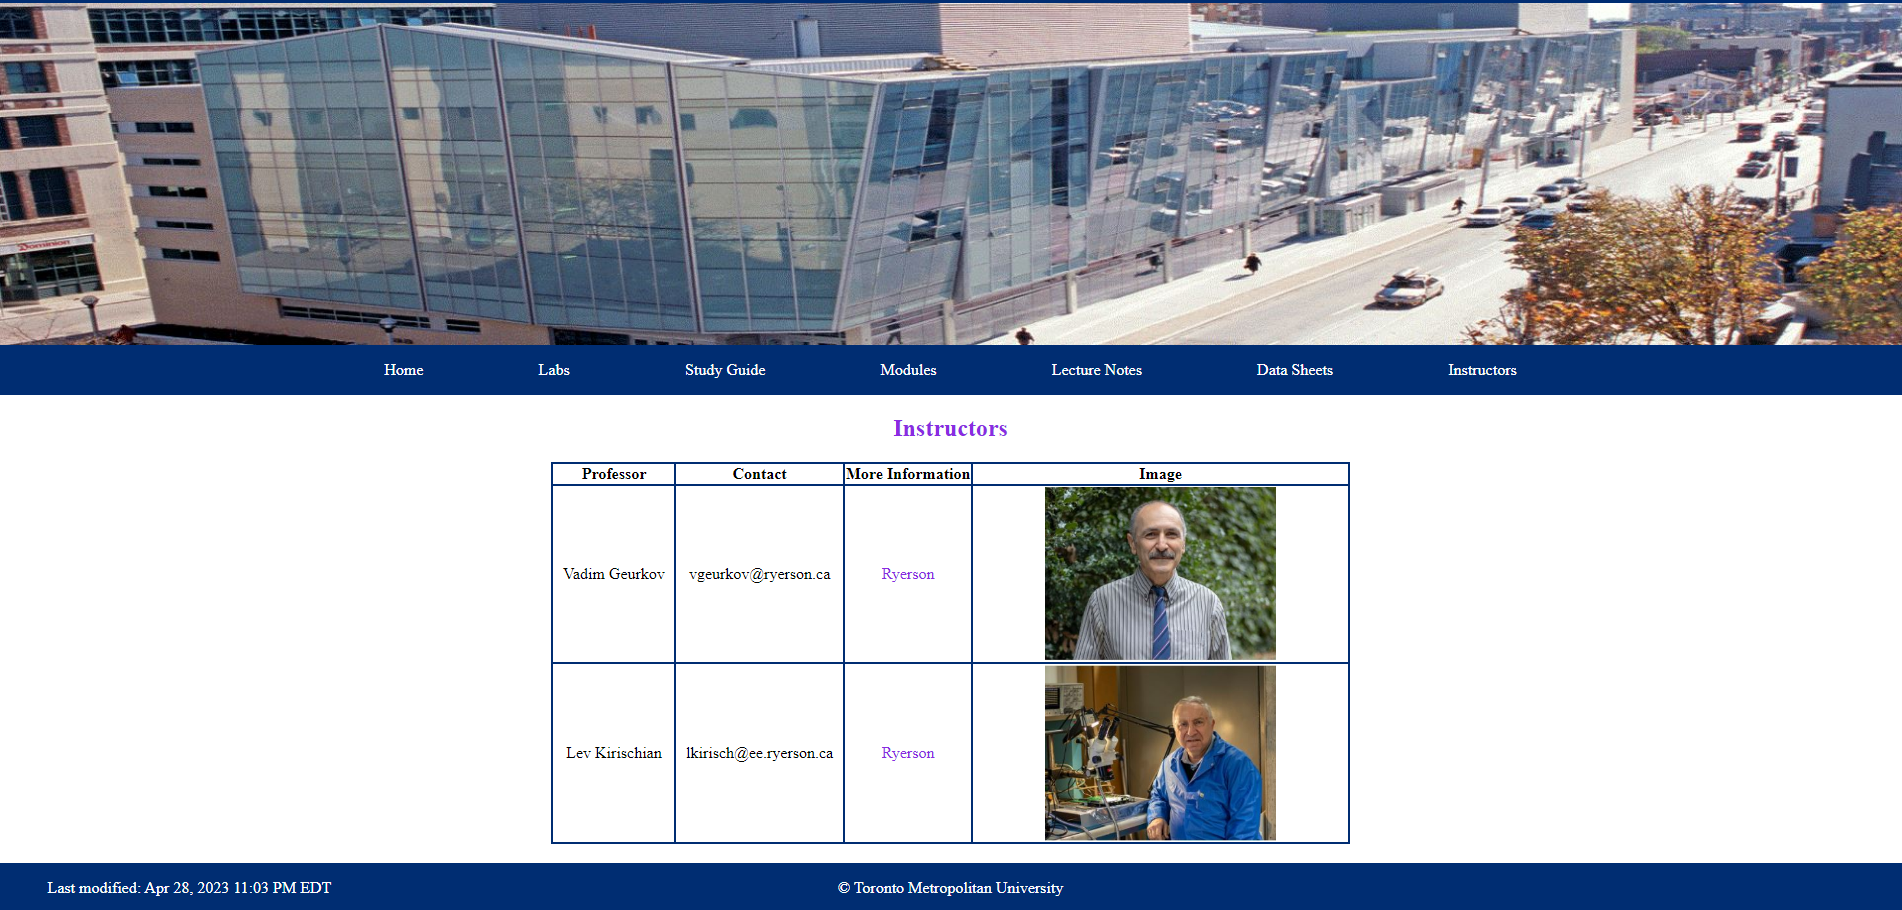 Dominion
Home Labs Study Guide Modules Lecture Notes Data Sheets Instructors
Instructors
Professor Contact More Information Image
Vadim Geurkov vgeurkov@ryerson.ca Ryerson
Lev Kirischian lkirisch@ee.ryerson.ca Ryerson
Last modified: Apr 28, 2023 11:03 PM EDT © Toronto Metropolitan University